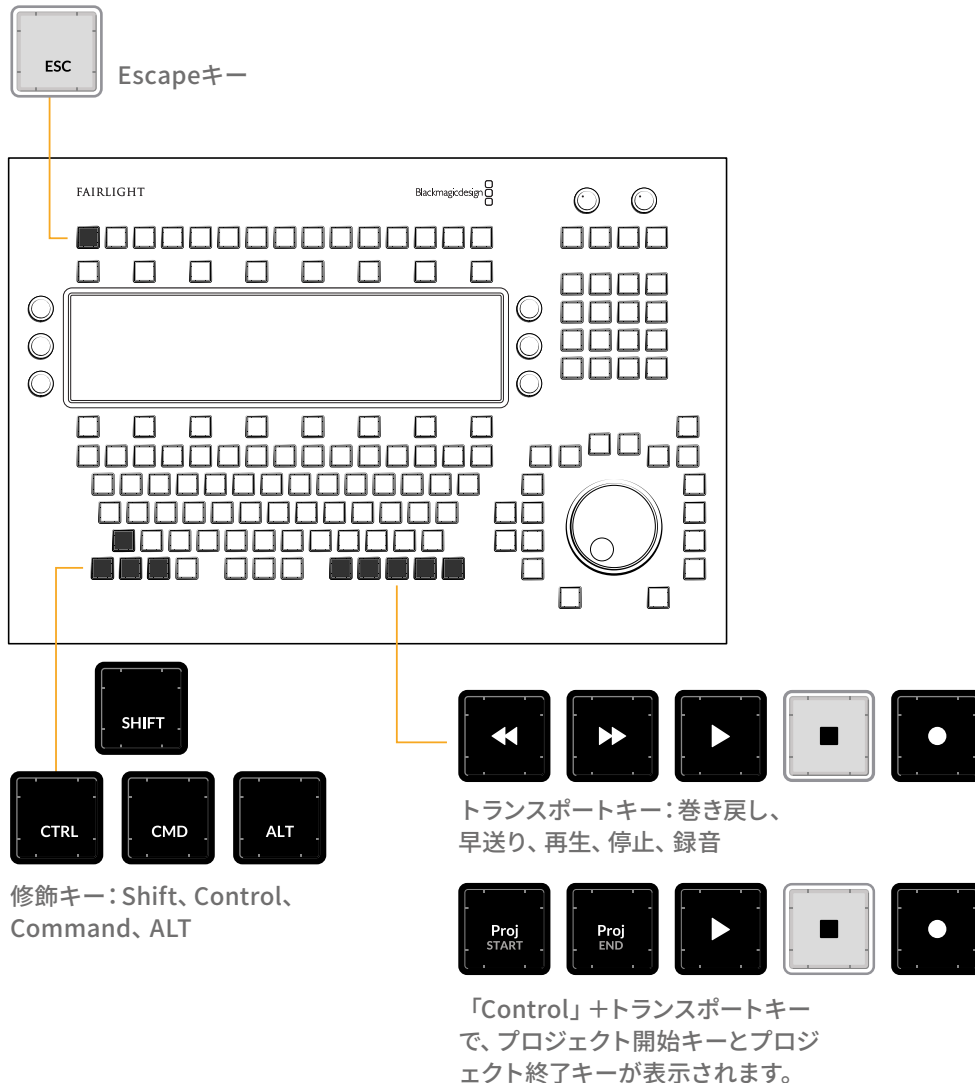 ESC
Escapeキー
FAIRLIGHT
Blackmagicdesign
SHIFT
CTRL
CMD
ALT
修飾キー：Shift、Control、
Command、ALT
トランスポートキー：巻き戻し、
早送り、再生、停止、録音
Proj
START
Proj
END
「Control」＋トランスポートキー
で、プロジェクト開始キーとプロジ
ェクト終了キーが表示されます。